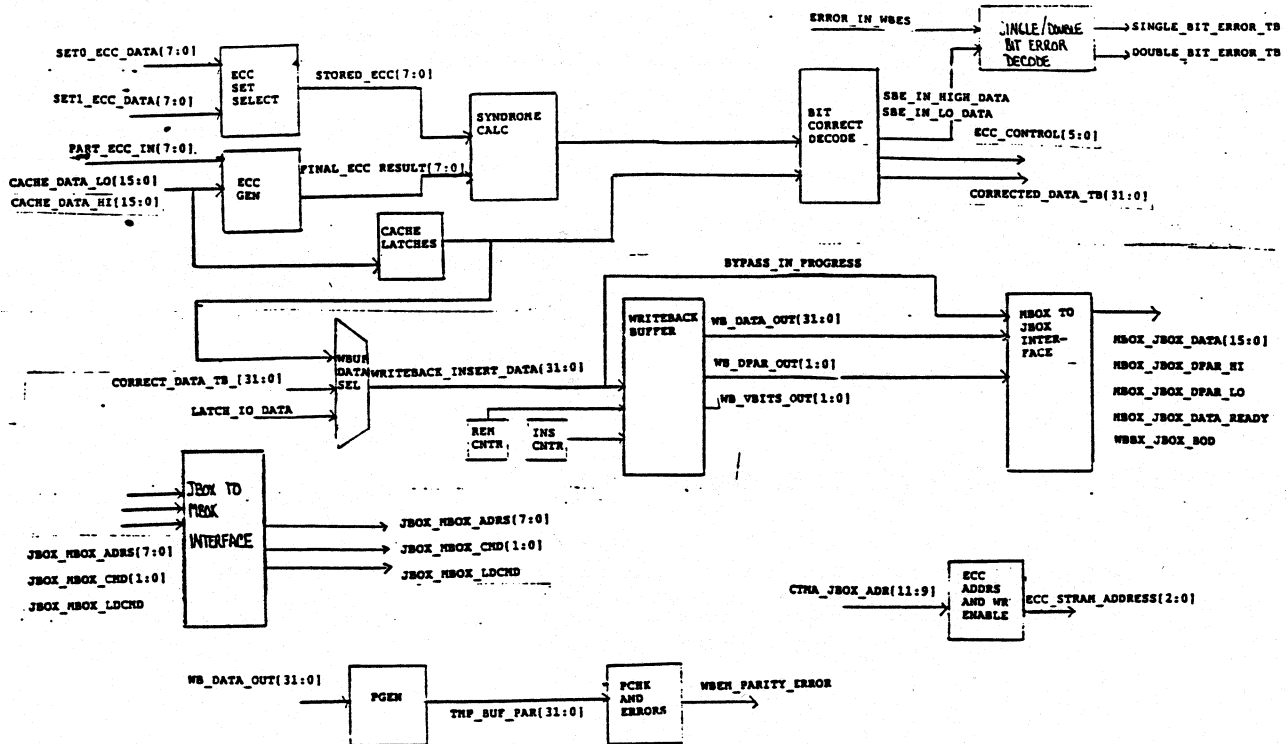 ERROR_IN_WBES
SINGLE/DOUBLE
BIT ERROR
DECODE
SINGLE_BIT_ERROR_TB
DOUBLE_BIT_ERROR_TB
SET0_ECC_DATA[7:0]
SET1_ECC_DATA[7:0]
ECC
SET
SELECT
STORED_ECC[7:0]
SYNDROME
CALC
BIT
CORRECT
DECODE
SBE_IN_HIGH_DATA
SBE_IN_LO_DATA
ECC_CONTROL[5:0]
CORRECTED_DATA_TB[31:0]
PART_ECC_IN[7:0]
CACHE_DATA_LO[15:0]
CACHE_DATA_HI[15:0]
ECC
GEN
FINAL_ECC RESULT[7:0]
CACHE
LATCHES
BYPASS_IN_PROGRESS
WBUF
DATA
SEL
CORRECT_DATA_TB_[31:0]
LATCH_IO_DATA
WRITEBACK_INSERT_DATA[31:0]
REM
CNTR
INS
CNTR
WRITEBACK
BUFFER
WB_DATA_OUT[31:0]
WB_DPAR_OUT[1:0]
WB_VBITS_OUT[1:0]
MBOX TO
JBOX
INTER-
FACE
MBOX_JBOX_DATA[15:0]
MBOX_JBOX_DPAR_HI
MBOX_JBOX_DPAR_LO
MBOX_JBOX_DATA_READY
WBBX_JBOX_BOD
JBOX TO
MBOX
INTERFACE
JBOX_MBOX_ADRS[7:0]
JBOX_MBOX_CMD[1:0]
JBOX_MBOX_LDCMD
JBOX_MBOX_ADRS[7:0]
JBOX_MBOX_CMD[1:0]
JBOX_MBOX_LDCMD
CTMA_JBOX_ADR[11:9]
ECC
ADDRS
AND WR
ENABLE
ECC_STRAM_ADDRESS[2:0]
WB_DATA_OUT[31:0]
PGEN
TMP_BUF_PAR[31:0]
PCHK
AND
ERRORS
WBEM_PARITY_ERROR